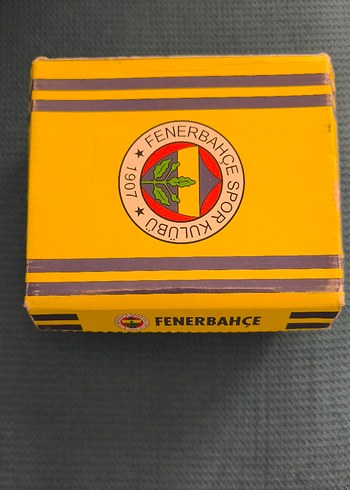 FENERBAHÇE SPOR KULÜBÜ
★ 1907 ★
FENERBAHÇE